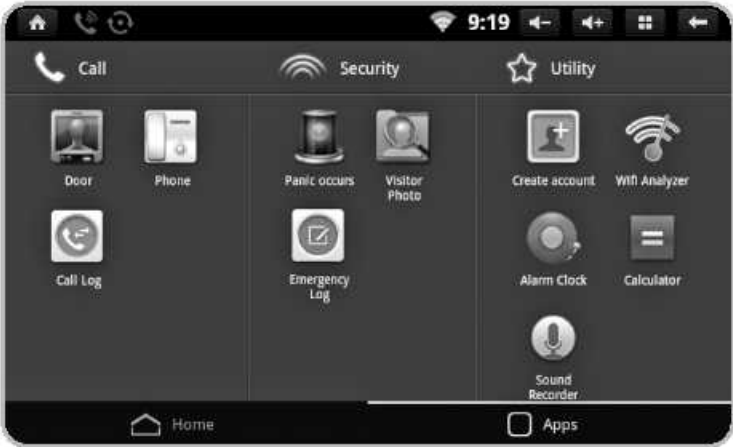 9:19
Call
Security
Utility
Door
Phone
Panic occurs
Visitor
Photo
Create account
Wifi Analyzer
Call Log
Emergency
Log
Alarm Clock
Calculator
Sound
Recorder
Home
Apps